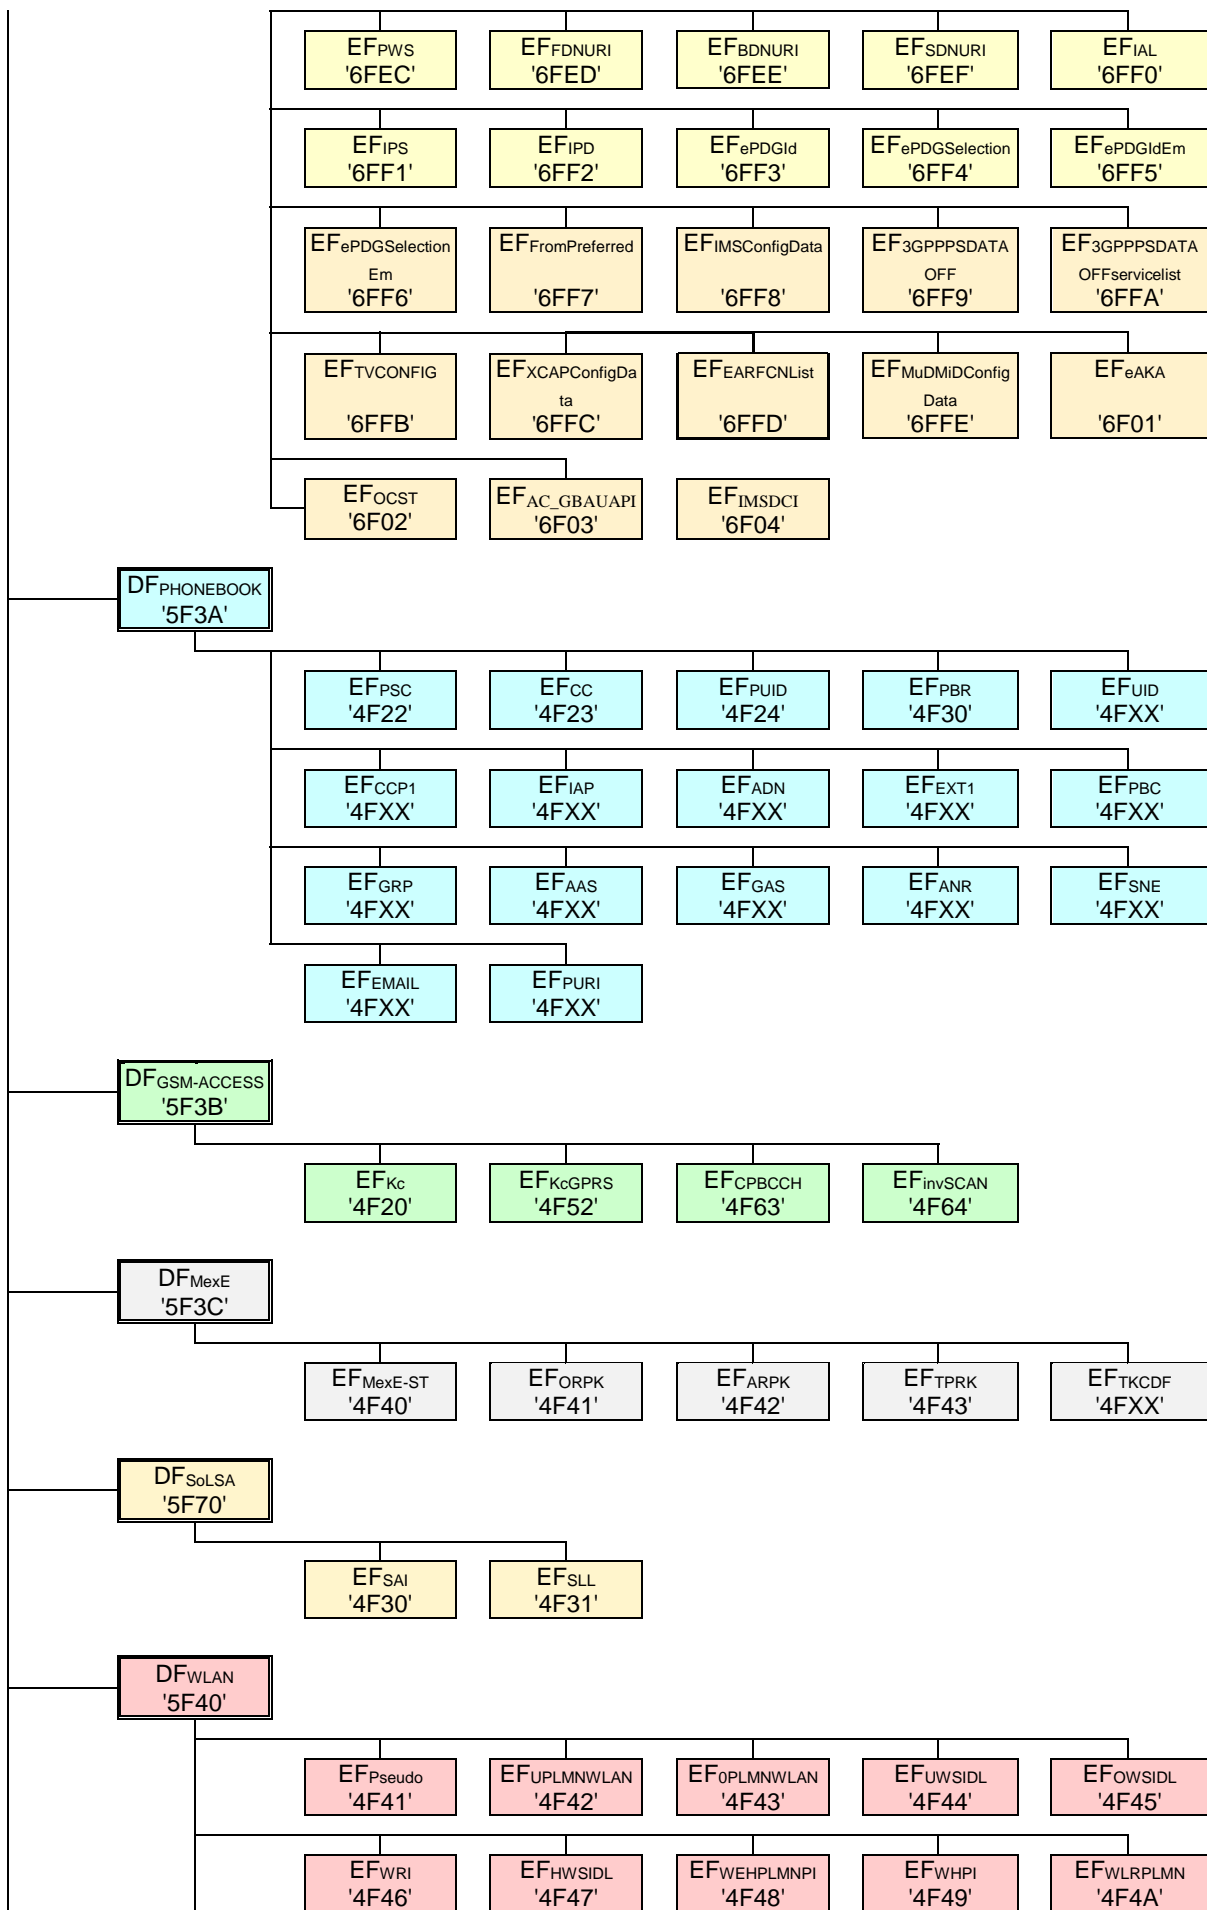 EFPWS EFFDNURI EFBDNURI EFSDNURI EFIAL
'6FEC' '6FED' '6FEE' '6FEF' '6FF0'
EFIPS EFIPD EFePDGId EFePDGSelection EFePDGIdEm
'6FF1' '6FF2' '6FF3' '6FF4' '6FF5'
EFePDGSelection EFFromPreferred EFIMSConfigData EF3GPPPSDATA EF3GPPPSDATA
Em OFF OFFservicelist
'6FF6' '6FF7' '6FF8' '6FF9' '6FFA'
EFTVCONFIG EFXCAPConfigDa EFEARFCNList EFMuDMiDConfig EFeAKA
ta Data
'6FFB' '6FFC' '6FFD' '6FFE' '6F01'
EFOCST EFAC_GBAUAPI EFIMSDCI
'6F02' '6F03' '6F04'
DFPHONEBOOK
'5F3A'
EFPSC EFCC EFPUID EFPBR EFUID
'4F22' '4F23' '4F24' '4F30' '4FXX'
EFCCP1 EFIAP EFADN EFEXT1 EFPBC
'4FXX' '4FXX' '4FXX' '4FXX' '4FXX'
EFGRP EFAAS EFGAS EFANR EFSNE
'4FXX' '4FXX' '4FXX' '4FXX' '4FXX'
EFEMAIL EFPURI
'4FXX' '4FXX'
DFGSM-ACCESS
'5F3B'
EFKc EFKcGPRS EFCPBCCH EFinvSCAN
'4F20' '4F52' '4F63' '4F64'
DFMexE
'5F3C'
EFMexE-ST EFORPK EFARPK EFTPRK EFTKCDF
'4F40' '4F41' '4F42' '4F43' '4FXX'
DFSoLSA
'5F70'
EFSAI EFSLL
'4F30' '4F31'
DFWLAN
'5F40'
EFPseudo EFUPLMNWLAN EF0PLMNWLAN EFUWSIDL EFOWSIDL
'4F41' '4F42' '4F43' '4F44' '4F45'
EFWRI EFHWSIDL EFWEHPLMNPI EFWHPI EFWLRPLMN
'4F46' '4F47' '4F48' '4F49' '4F4A'